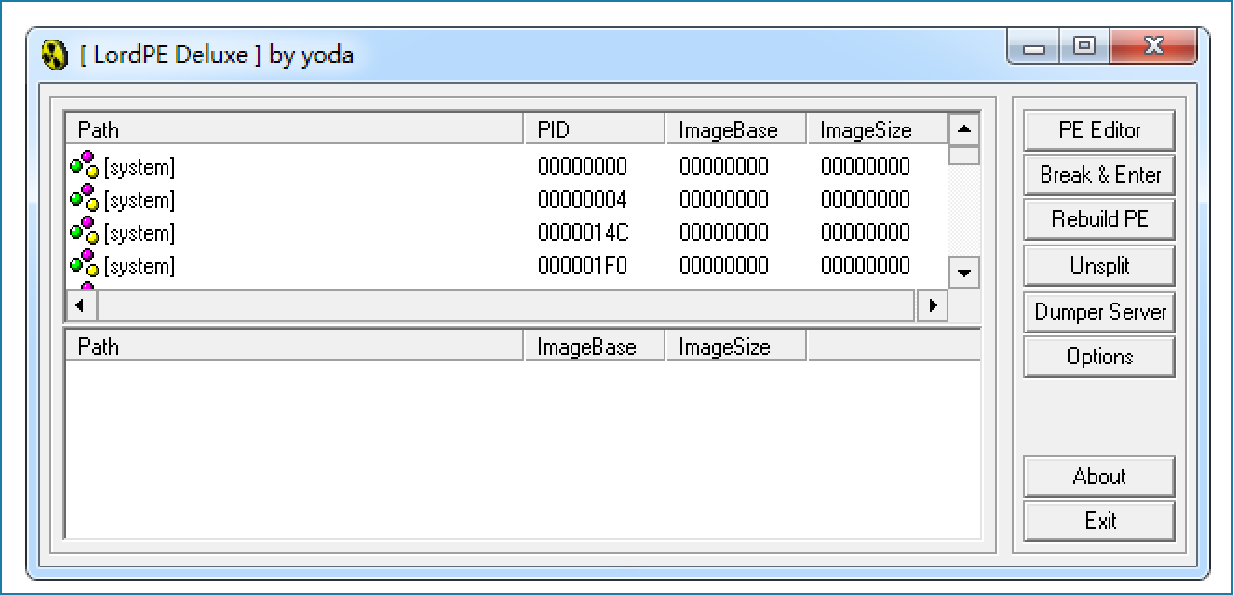 [ LordPE Deluxe ] by yoda
Path PID ImageBase ImageSize
[system] 00000000 00000000 00000000
[system] 00000004 00000000 00000000
[system] 0000014C 00000000 00000000
[system] 000001F0 00000000 00000000
Path ImageBase ImageSize
PE Editor
Break & Enter
Rebuild PE
Unsplit
Dumper Server
Options
About
Exit